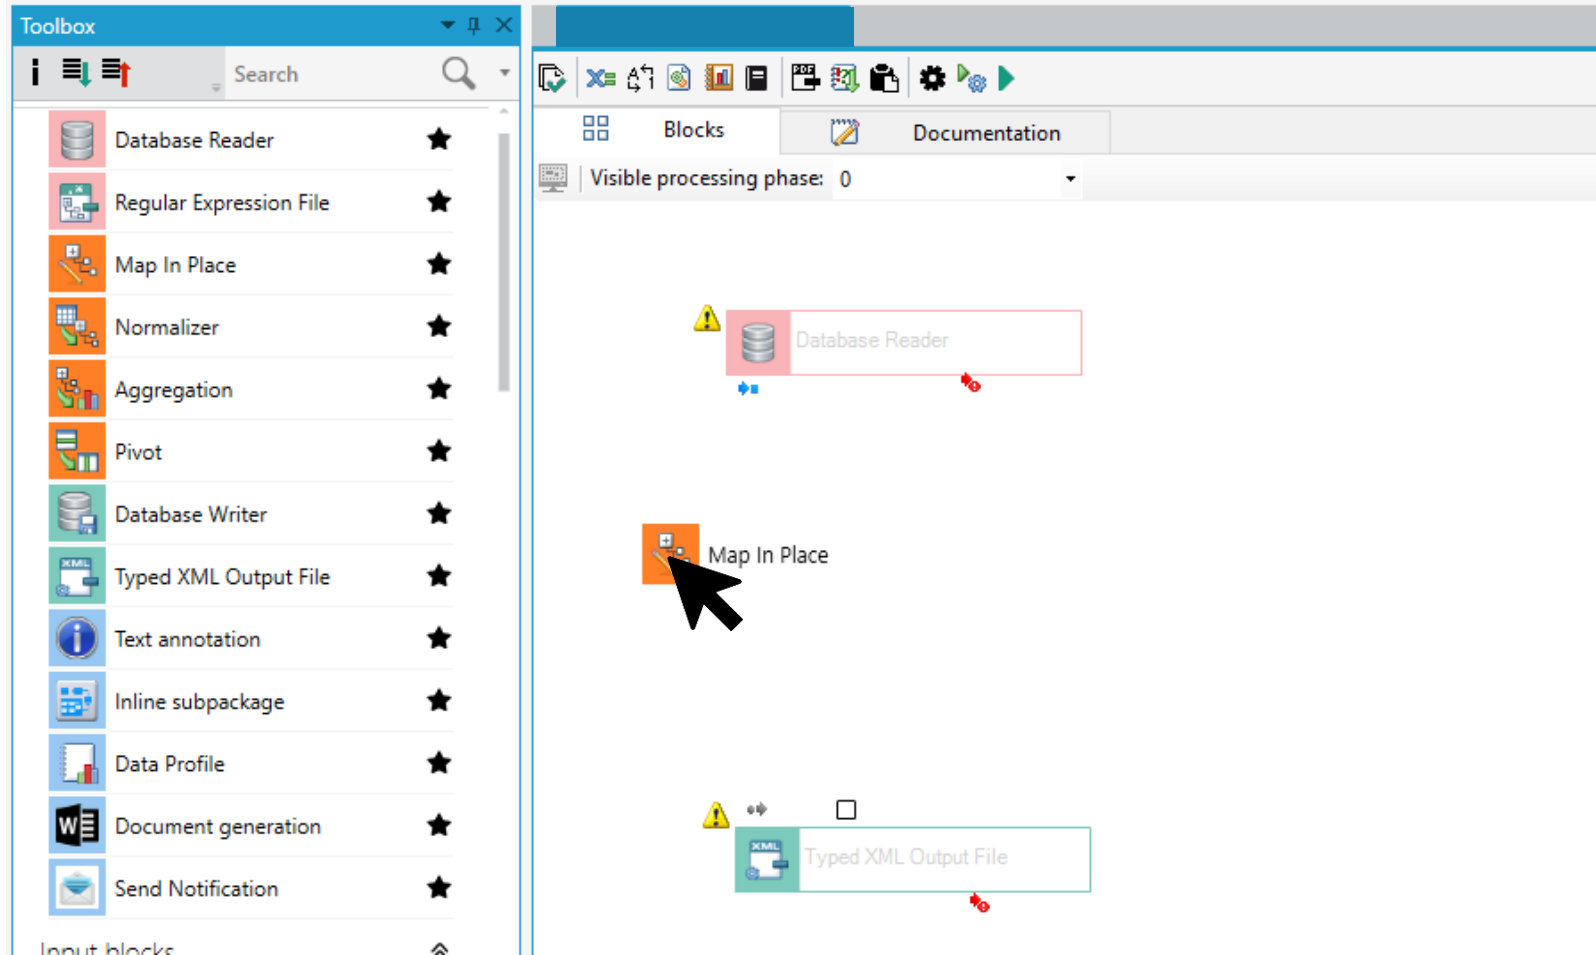 Toolbox
Search
Database Reader
Regular Expression File
Map In Place
Normalizer
Aggregation
Pivot
Database Writer
Typed XML Output File
Text annotation
Inline subpackage
Data Profile
Document generation
Send Notification
Input blocks
PDF
Blocks
Documentation
Visible processing phase: 0
Database Reader
Map In Place
XML
Typed XML Output File